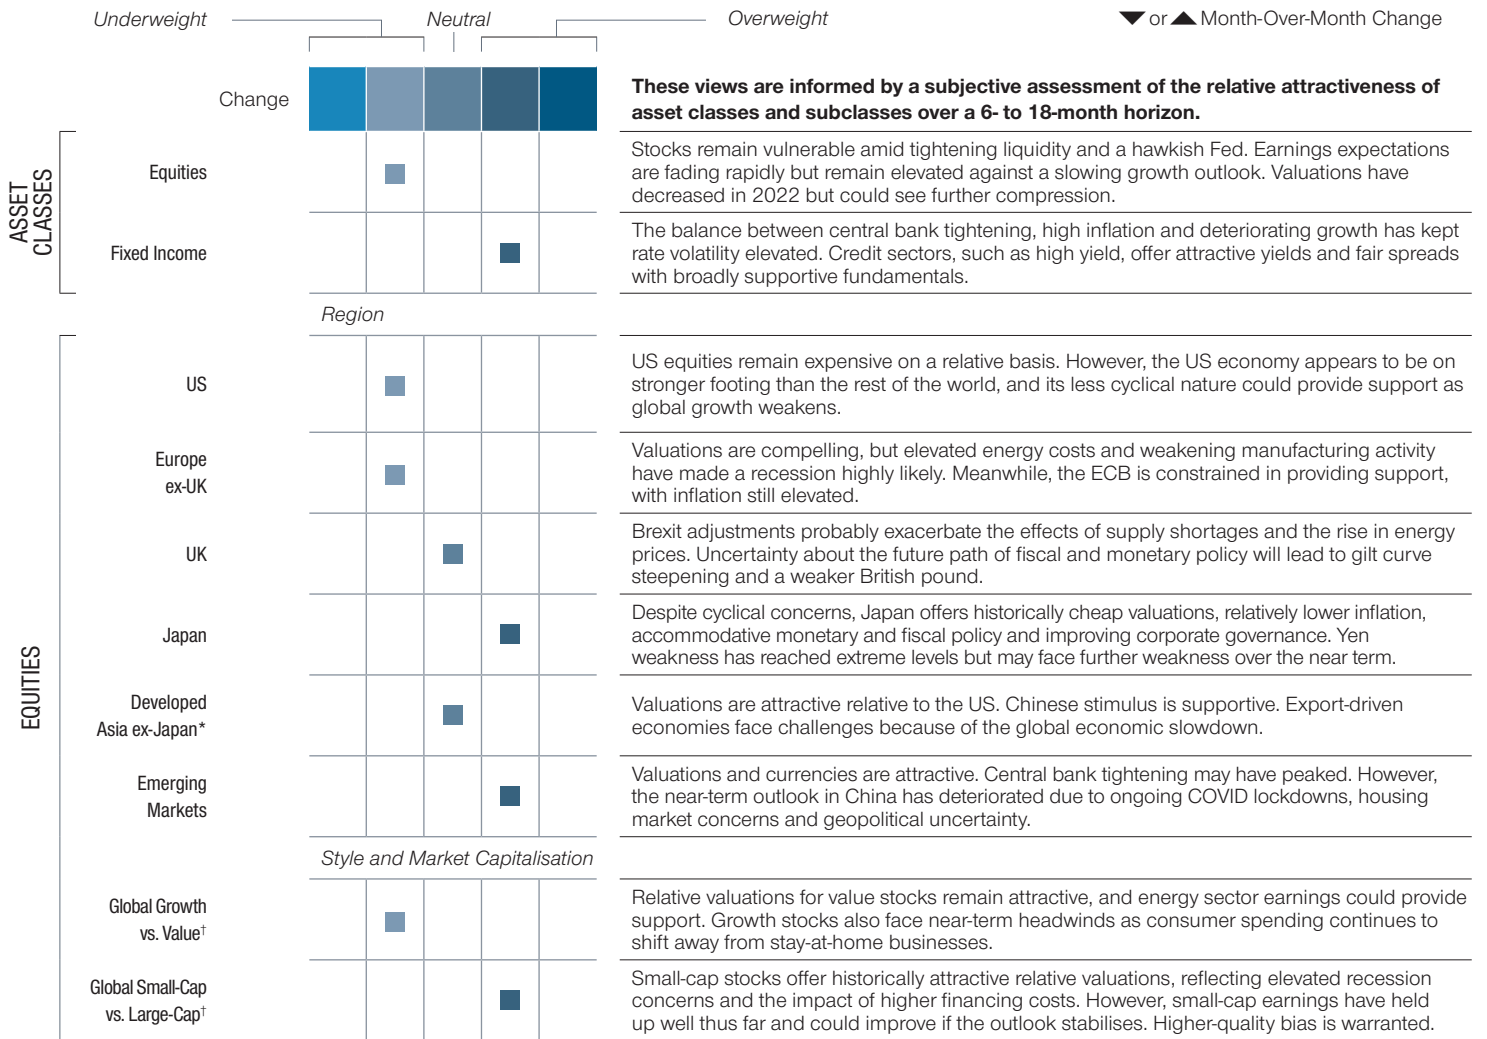 Underweight
Neutral
Overweight
▼ or ▲ Month-Over-Month Change
Change
These views are informed by a subjective assessment of the relative attractiveness of
asset classes and subclasses over a 6- to 18-month horizon.
ASSET
CLASSES
Equities
Stocks remain vulnerable amid tightening liquidity and a hawkish Fed. Earnings expectations
are fading rapidly but remain elevated against a slowing growth outlook. Valuations have
decreased in 2022 but could see further compression.
Fixed Income
The balance between central bank tightening, high inflation and deteriorating growth has kept
rate volatility elevated. Credit sectors, such as high yield, offer attractive yields and fair spreads
with broadly supportive fundamentals.
EQUITIES
Region
US
US equities remain expensive on a relative basis. However, the US economy appears to be on
stronger footing than the rest of the world, and its less cyclical nature could provide support as
global growth weakens.
Europe
ex-UK
Valuations are compelling, but elevated energy costs and weakening manufacturing activity
have made a recession highly likely. Meanwhile, the ECB is constrained in providing support,
with inflation still elevated.
UK
Brexit adjustments probably exacerbate the effects of supply shortages and the rise in energy
prices. Uncertainty about the future path of fiscal and monetary policy will lead to gilt curve
steepening and a weaker British pound.
Japan
Despite cyclical concerns, Japan offers historically cheap valuations, relatively lower inflation,
accommodative monetary and fiscal policy and improving corporate governance. Yen
weakness has reached extreme levels but may face further weakness over the near term.
Developed
Asia ex-Japan*
Valuations are attractive relative to the US. Chinese stimulus is supportive. Export-driven
economies face challenges because of the global economic slowdown.
Emerging
Markets
Valuations and currencies are attractive. Central bank tightening may have peaked. However,
the near-term outlook in China has deteriorated due to ongoing COVID lockdowns, housing
market concerns and geopolitical uncertainty.
Style and Market Capitalisation
Global Growth
vs. Value†
Relative valuations for value stocks remain attractive, and energy sector earnings could provide
support. Growth stocks also face near-term headwinds as consumer spending continues to
shift away from stay-at-home businesses.
Global Small-Cap
vs. Large-Cap†
Small-cap stocks offer historically attractive relative valuations, reflecting elevated recession
concerns and the impact of higher financing costs. However, small-cap earnings have held
up well thus far and could improve if the outlook stabilises. Higher-quality bias is warranted.